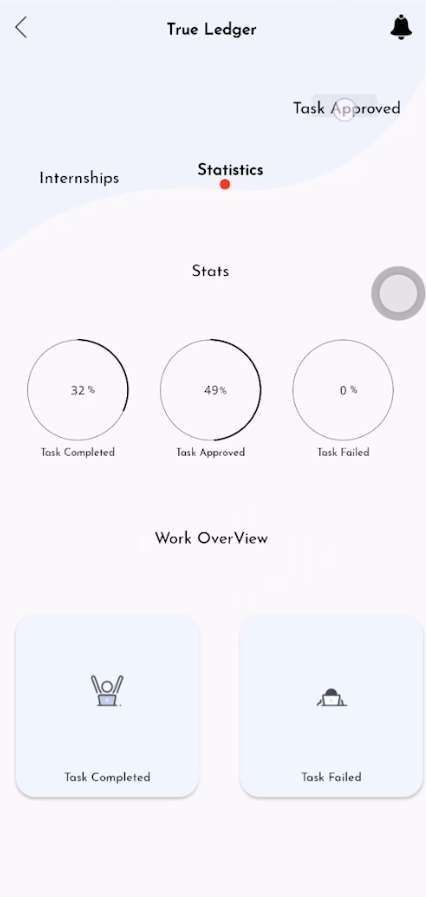 True Ledger
Task Approved
Internships
Statistics
Stats
32 %
49%
0 %
Task Completed
Task Approved
Task Failed
Work OverView
Task Completed
Task Failed